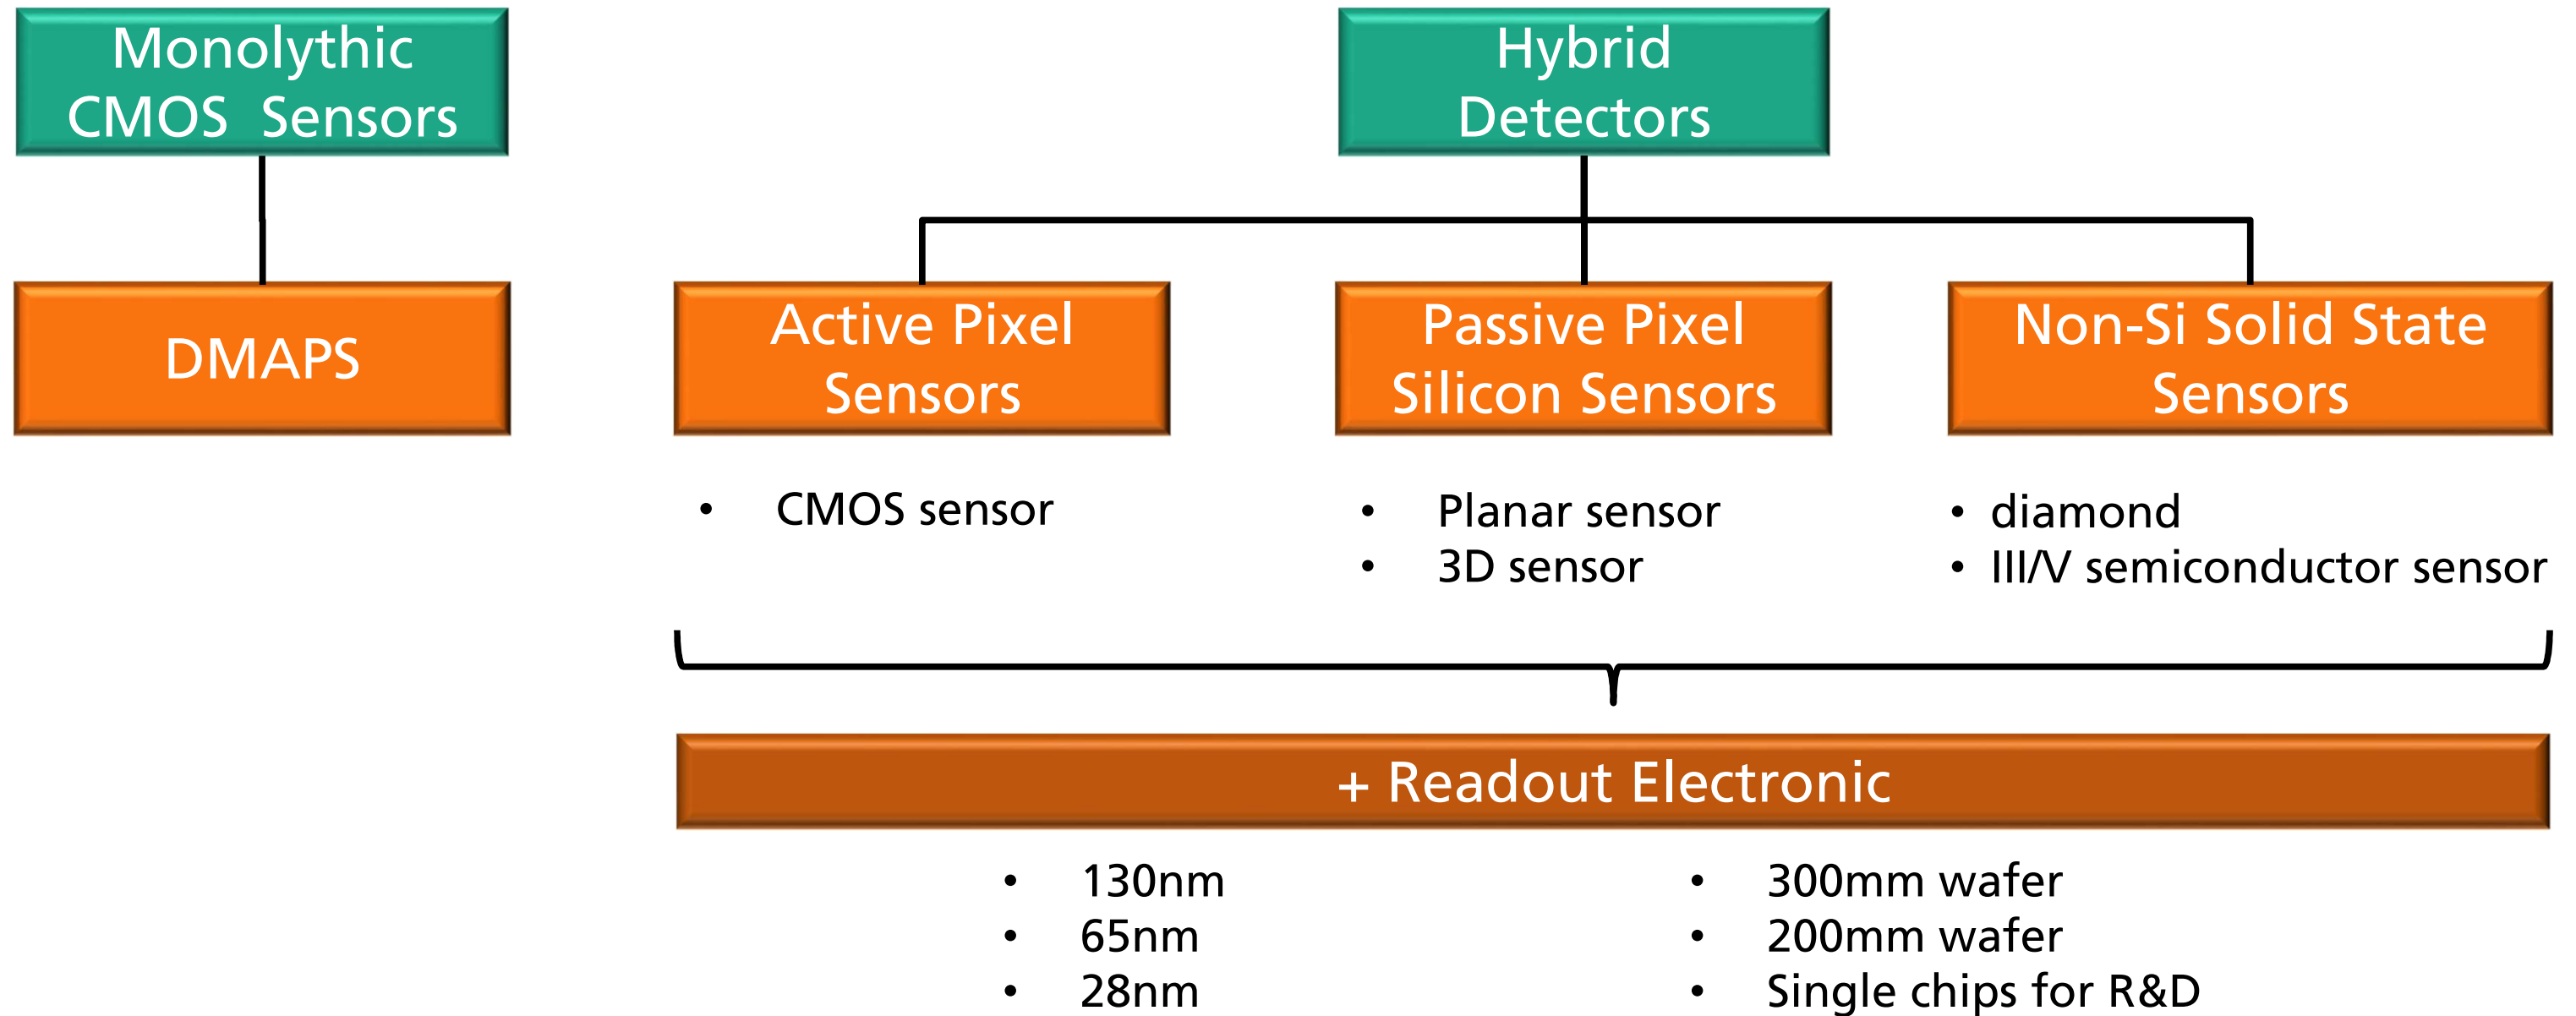 Monolythic
CMOS  Sensors
Hybrid
Detectors
DMAPS
Active Pixel
Sensors
Passive Pixel
Silicon Sensors
Non-Si Solid State
Sensors
• CMOS sensor
• Planar sensor
• 3D sensor
• diamond
• III/V semiconductor sensor
+ Readout Electronic
• 130nm
• 65nm
• 28nm
• 300mm wafer
• 200mm wafer
• Single chips for R&D